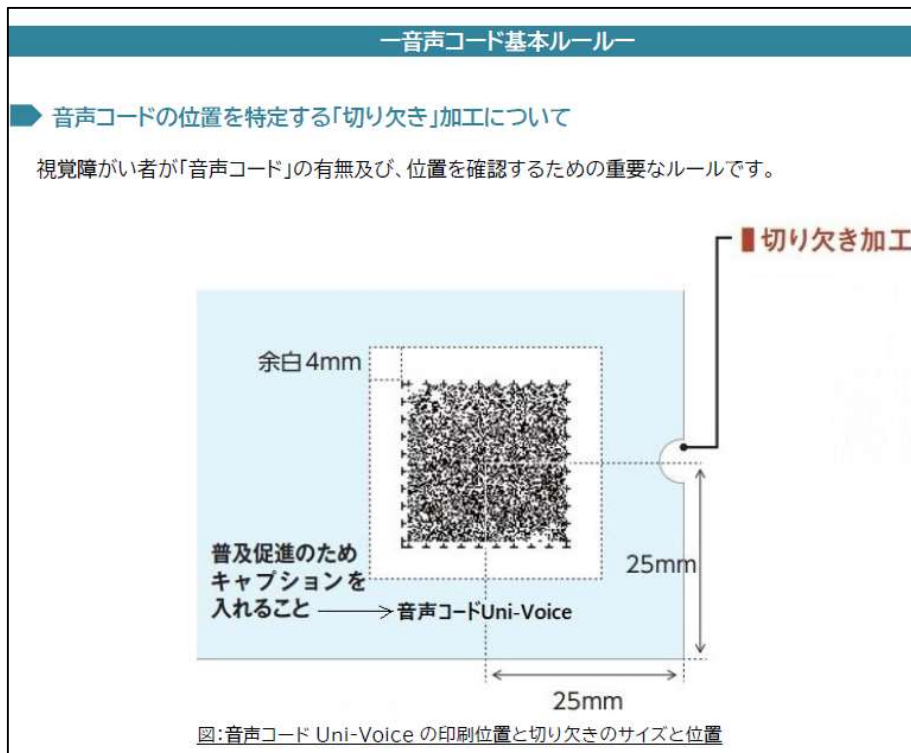 ー音声コード基本ルールー
音声コードの位置を特定する「切り欠き」加工について
視覚障がい者が「音声コード」の有無及び、位置を確認するための重要なルールです。
切り欠き加工
余白4mm
普及促進のため
キャプションを
入れること
音声コードUni-Voice
25mm
25mm
図:音声コード Uni-Voice の印刷位置と切り欠きのサイズと位置